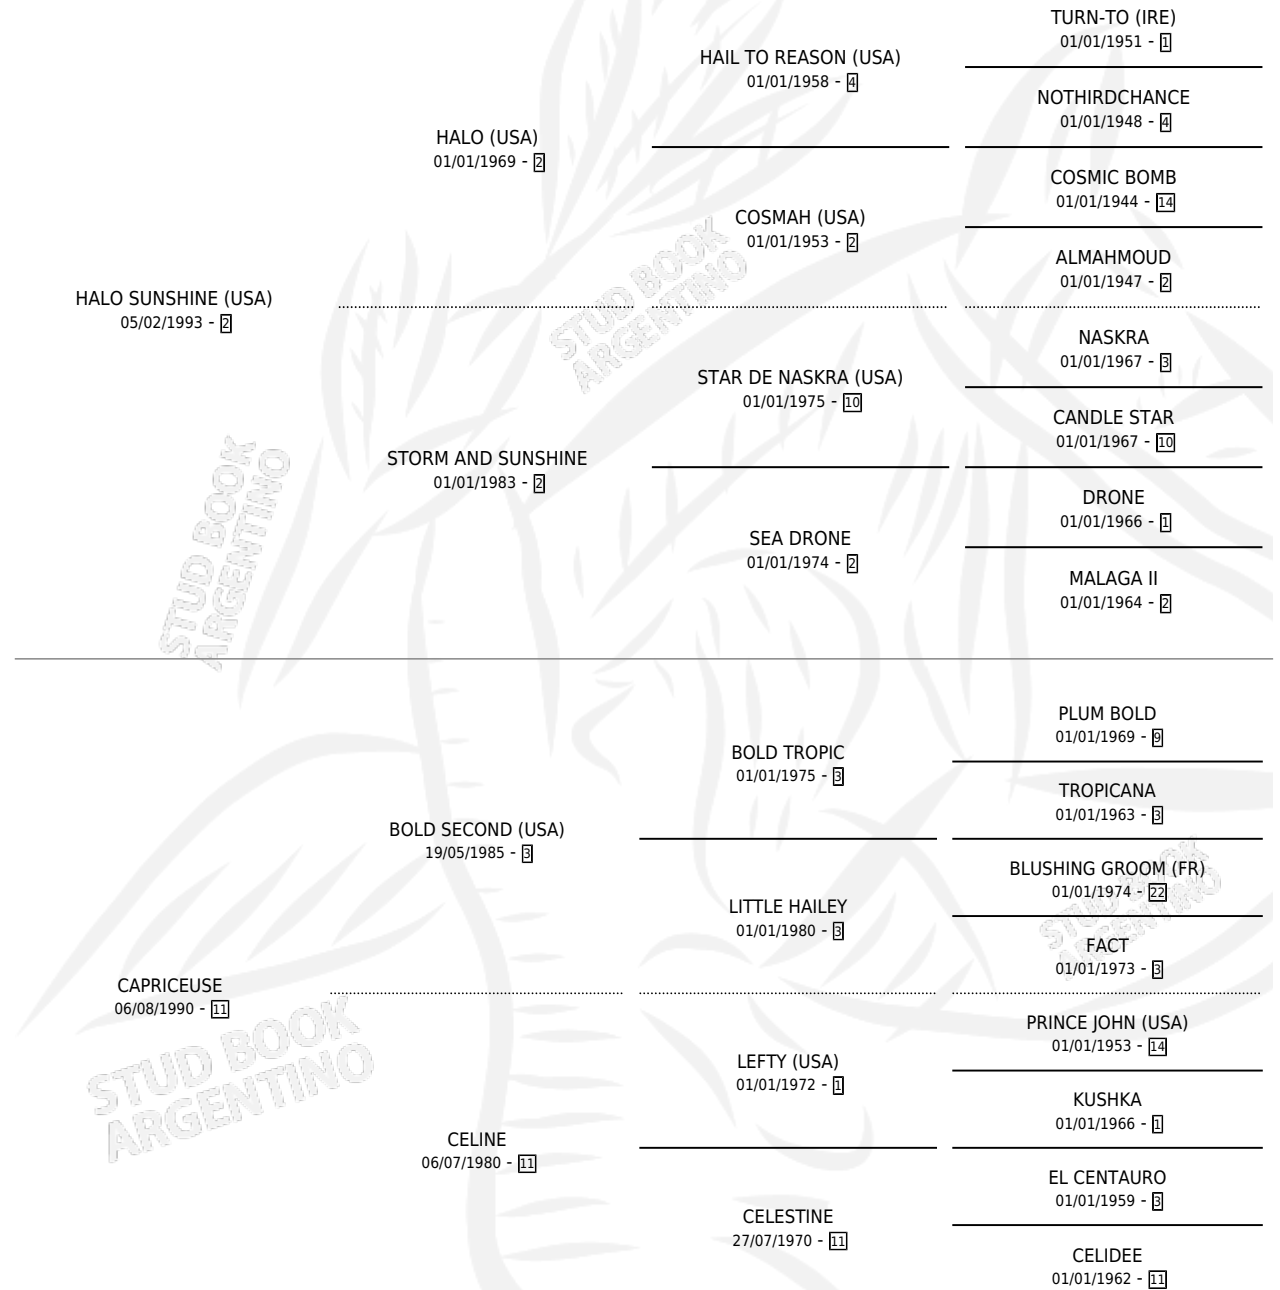 TURN-TO (IRE)
01/01/1951 - 1
HAIL TO REASON (USA)
01/01/1958 - 4
NOTHIRDCHANCE
01/01/1948 - 4
HALO (USA)
01/01/1969 - 2
COSMIC BOMB
01/01/1944 - 14
COSMAH (USA)
01/01/1953 - 2
ALMAHMOUD
01/01/1947 - 2
HALO SUNSHINE (USA)
05/02/1993 - 2
NASKRA
01/01/1967 - 3
STAR DE NASKRA (USA)
01/01/1975 - 10
CANDLE STAR
01/01/1967 - 10
STORM AND SUNSHINE
01/01/1983 - 2
DRONE
01/01/1966 - 1
SEA DRONE
01/01/1974 - 2
MALAGA II
01/01/1964 - 2
PLUM BOLD
01/01/1969 - 9
BOLD TROPIC
01/01/1975 - 3
TROPICANA
01/01/1963 - 3
BOLD SECOND (USA)
19/05/1985 - 3
BLUSHING GROOM (FR)
01/01/1974 - 22
LITTLE HAILEY
01/01/1980 - 3
FACT
01/01/1973 - 3
CAPRICEUSE
06/08/1990 - 11
PRINCE JOHN (USA)
01/01/1953 - 14
LEFTY (USA)
01/01/1972 - 1
KUSHKA
01/01/1966 - 1
CELINE
06/07/1980 - 11
EL CENTAURO
01/01/1959 - 3
CELESTINE
27/07/1970 - 11
CELIDEE
01/01/1962 - 11
STUD BOOK
ARGENTINO
STUD BOOK
ARGENTINO
STUD BOOK
ARGENTINO
STUD BOOK
ARGENTINO